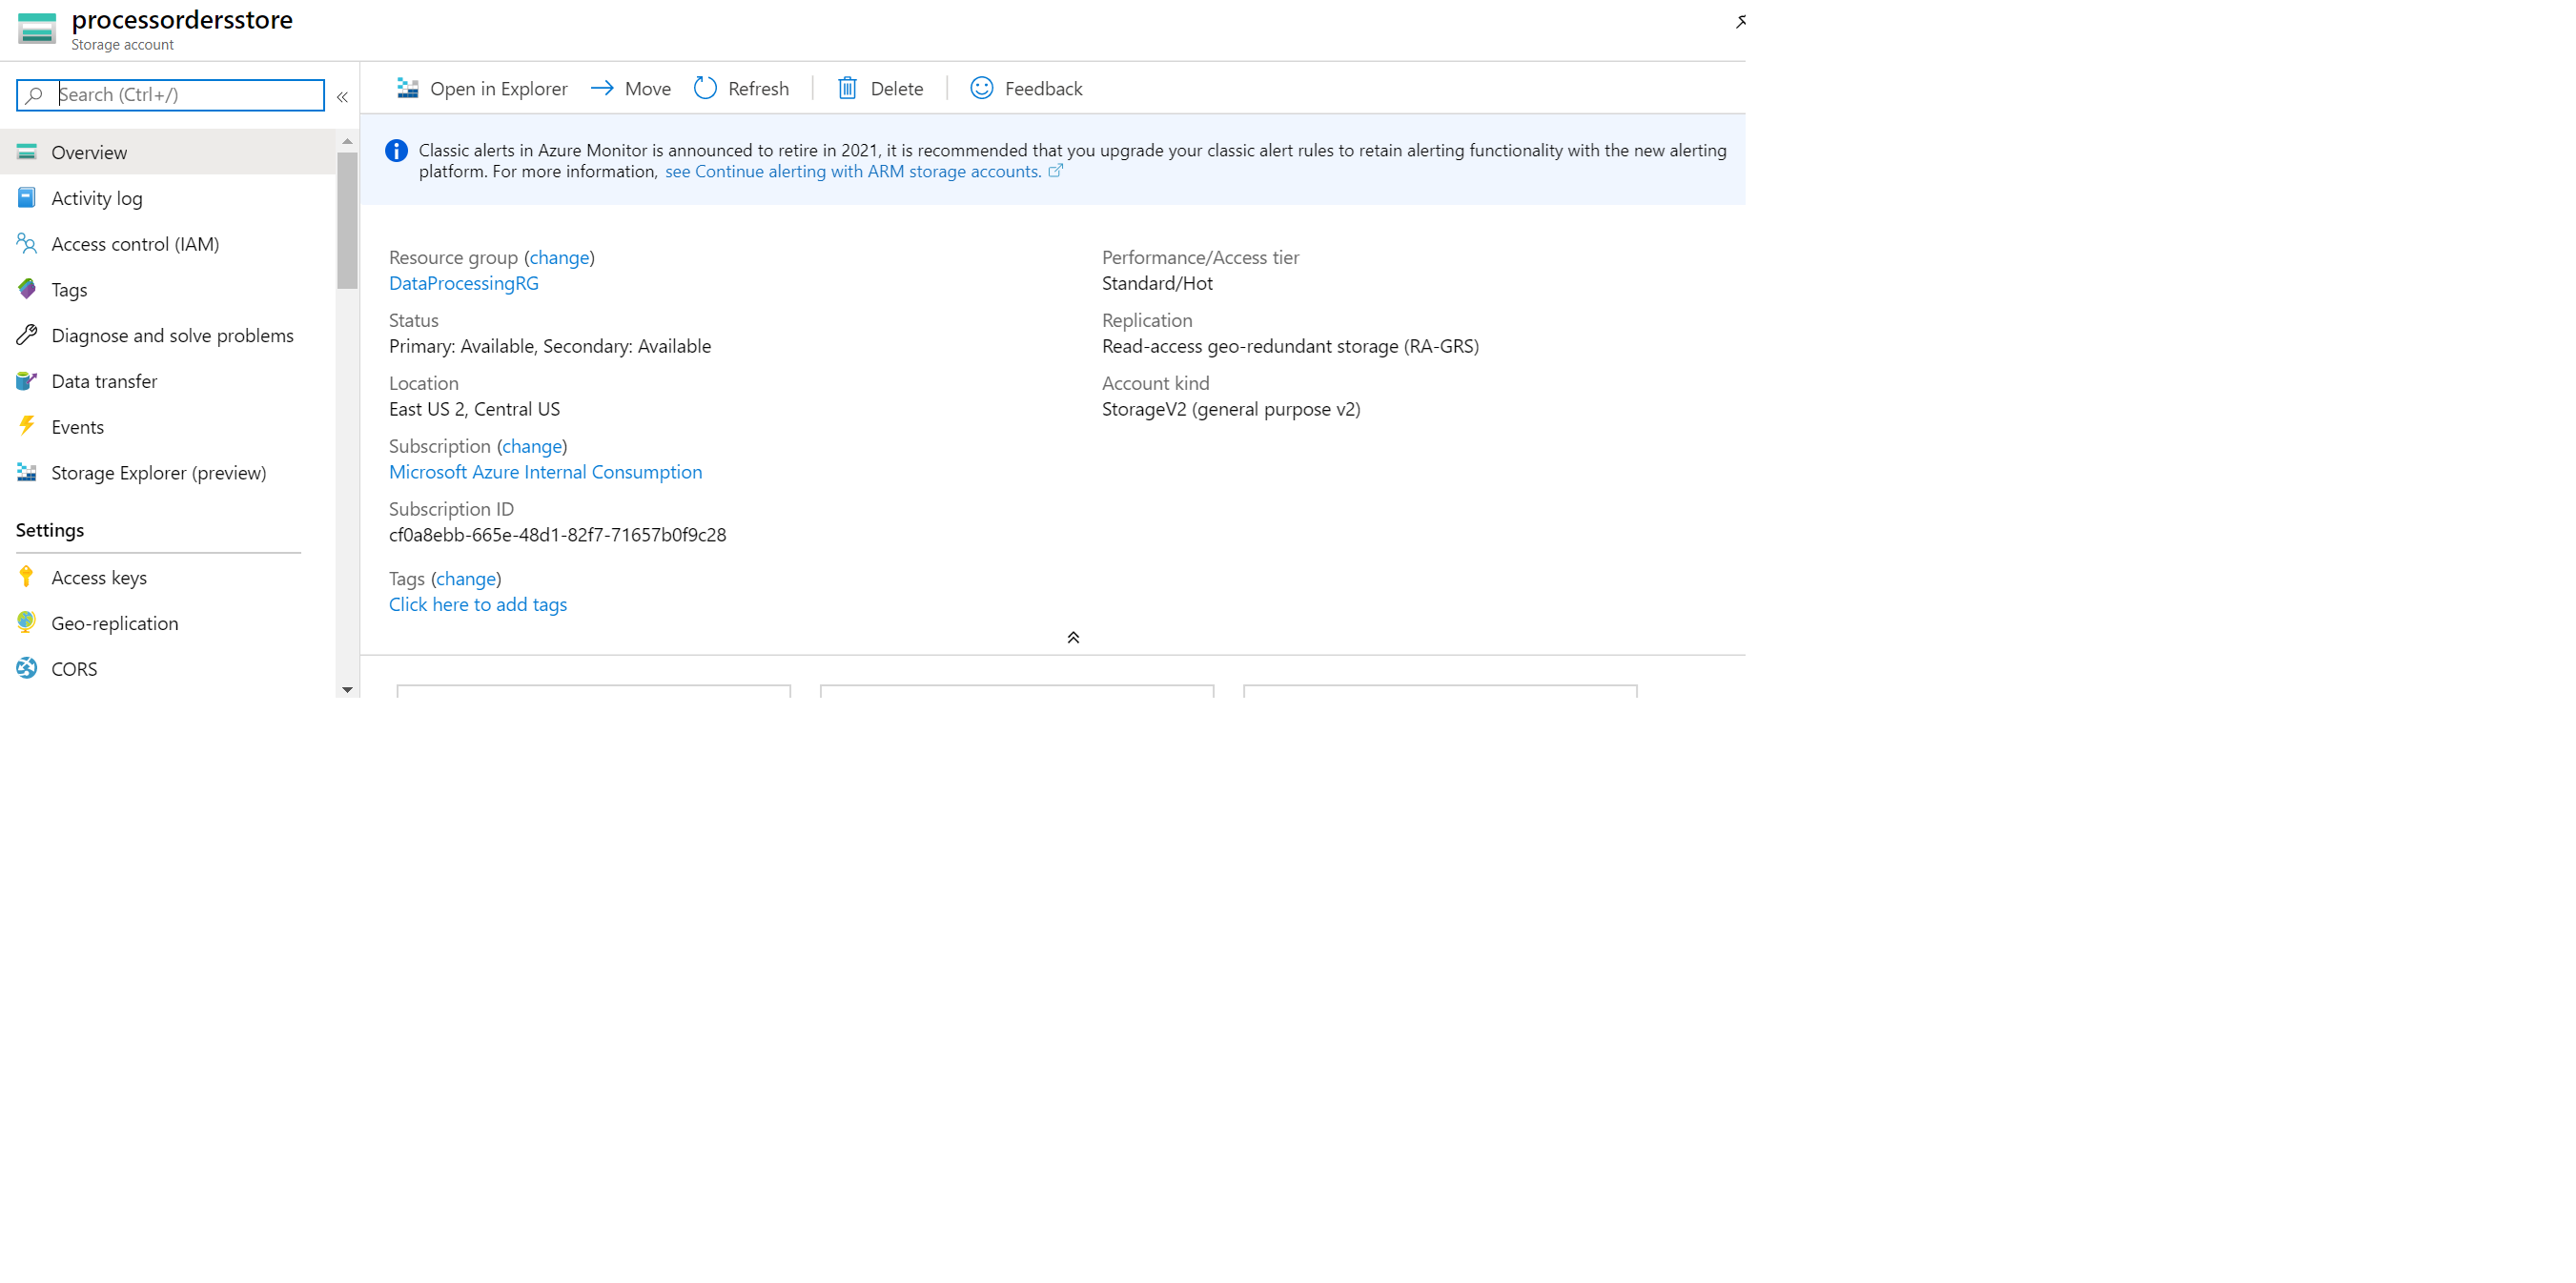 processordersstore
Storage account
Search (Ctrl+/)
«
Overview
Activity log
Access control (IAM)
Tags
Diagnose and solve problems
Data transfer
Events
Storage Explorer (preview)
Settings
Access keys
Geo-replication
CORS
Open in Explorer
Move
Refresh
Delete
Feedback
Classic alerts in Azure Monitor is announced to retire in 2021, it is recommended that you upgrade your classic alert rules to retain alerting functionality with the new alerting
platform. For more information, see Continue alerting with ARM storage accounts.
Resource group (change)
DataProcessingRG
Status
Primary: Available, Secondary: Available
Location
East US 2, Central US
Subscription (change)
Microsoft Azure Internal Consumption
Subscription ID
cf0a8ebb-665e-48d1-82f7-71657b0f9c28
Tags (change)
Click here to add tags
Performance/Access tier
Standard/Hot
Replication
Read-access geo-redundant storage (RA-GRS)
Account kind
StorageV2 (general purpose v2)